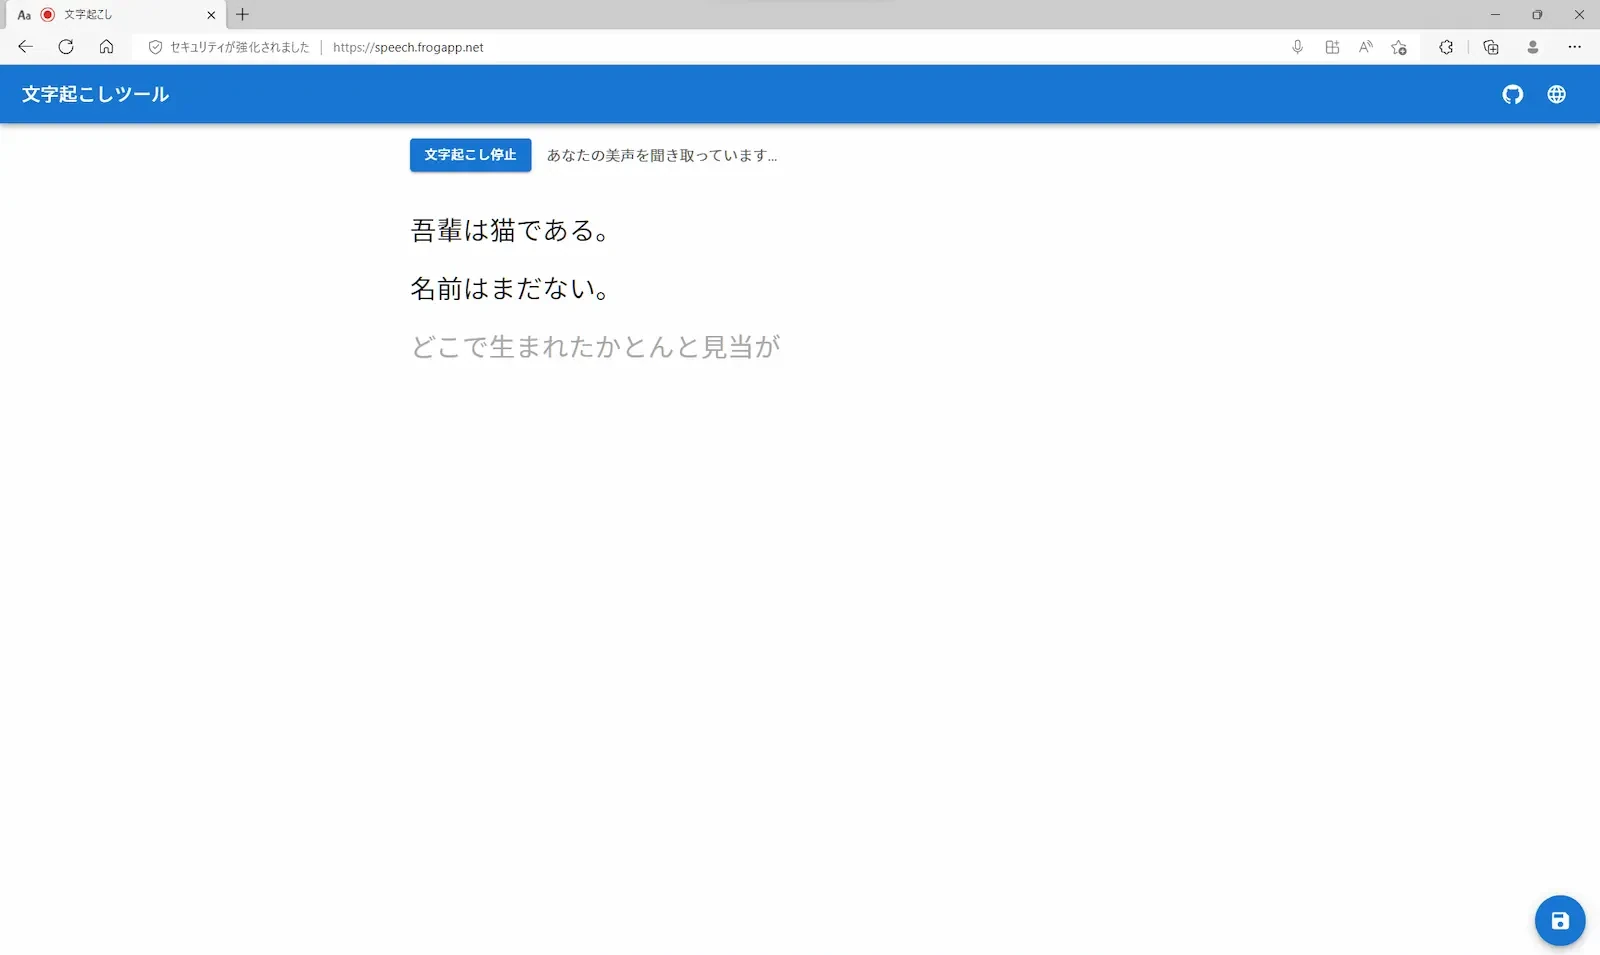 Aa 文字起こし
セキュリティが強化されました https://speech.frogapp.net
文字起こしツール
文字起こし停止 あなたの美声を聞き取っています...
吾輩は猫である。
名前はまだない。
どこで生まれたかとんと見当が